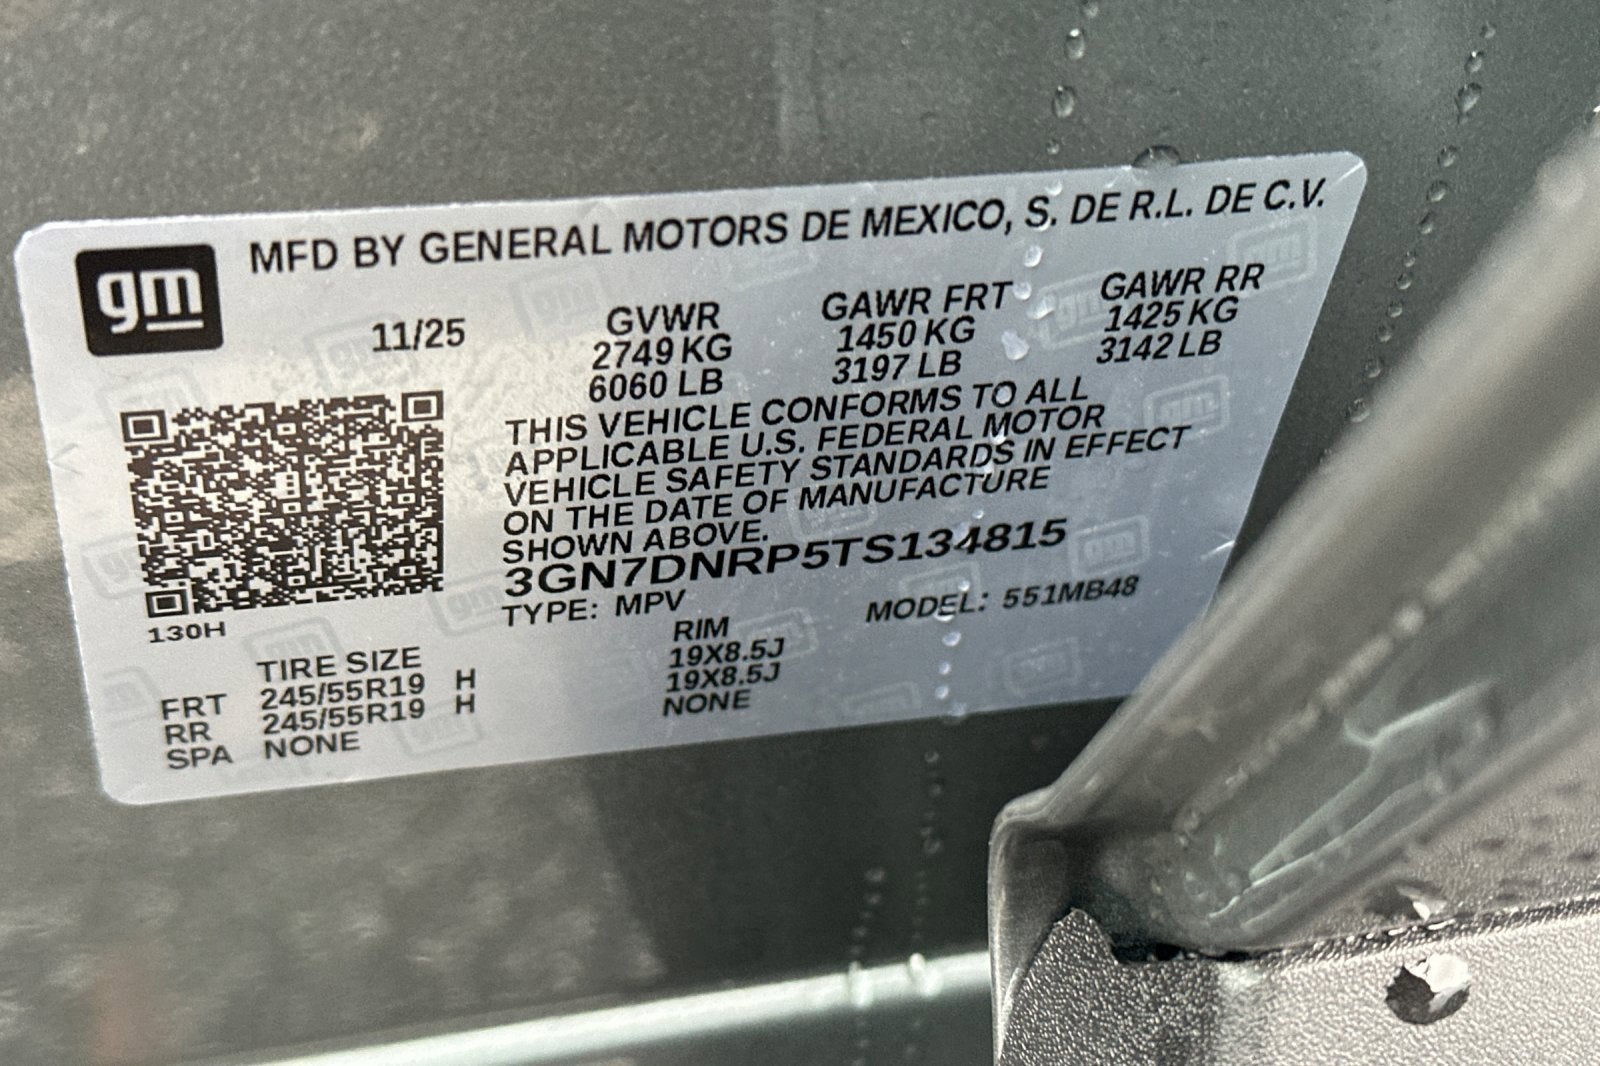 gm
MFD BY GENERAL MOTORS DE MEXICO, S. DE R.L. DE C.V.
11/25
GVWR GAWR FRT GAWR RR
2749 KG 1450 KG 1425 KG
6060 LB 3197 LB 3142 LB
THIS VEHICLE CONFORMS TO ALL
APPLICABLE U.S. FEDERAL MOTOR
VEHICLE SAFETY STANDARDS IN EFFECT
ON THE DATE OF MANUFACTURE
SHOWN ABOVE.
3GN7DNRP5TS134815
TYPE: MPV MODEL: 551MB48
130H
TIRE SIZE RIM
FRT 245/55R19 H 19X8.5J
RR 245/55R19 H 19X8.5J
SPA NONE NONE